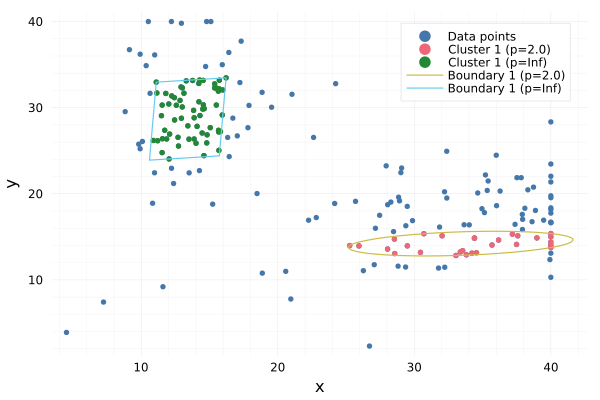 40
30
20
10
y
10
20
30
40
x
Data points
Cluster 1 (p=2.0)
Cluster 1 (p=Inf)
Boundary 1 (p=2.0)
Boundary 1 (p=Inf)